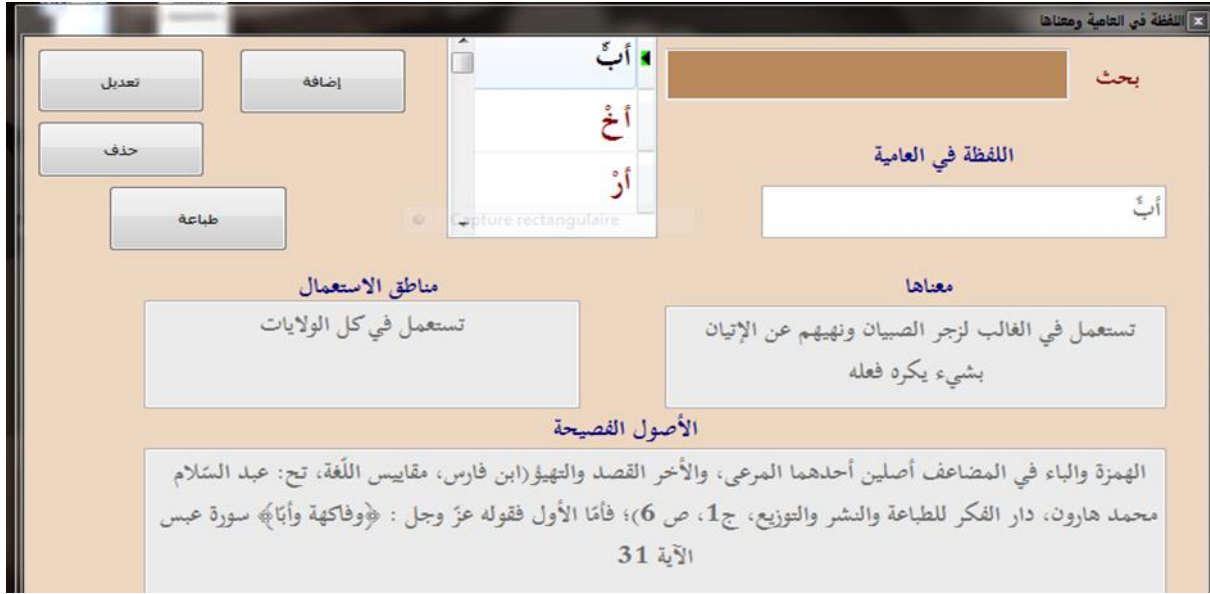 اللفظة في العامية ومعناها
بحث
أبّ
أخْ
أرْ
إضافة
تعديل
حذف
طباعة
Capture rectangulaire
اللفظة في العامية
أبّ
معناها
تستعمل في الغالب لزجر الصبيان ونهيهم عن الإتيان
بشيء يكره فعله
مناطق الاستعمال
تستعمل في كل الولايات
الأصول الفصيحة
الهمزة والباء في المضاعف أصلين أحدهما المرعى، والأخر القصد والتهيؤ(ابن فارس، مقاييس اللّغة، تح: عبد السّلام
محمد هارون، دار الفكر للطباعة والنشر والتوزيع، ج1، ص 6)؛ فأمّا الأول فقوله عزّ وجل : ﴿وفاكهة وأبّا﴾ سورة عبس
الآية 31